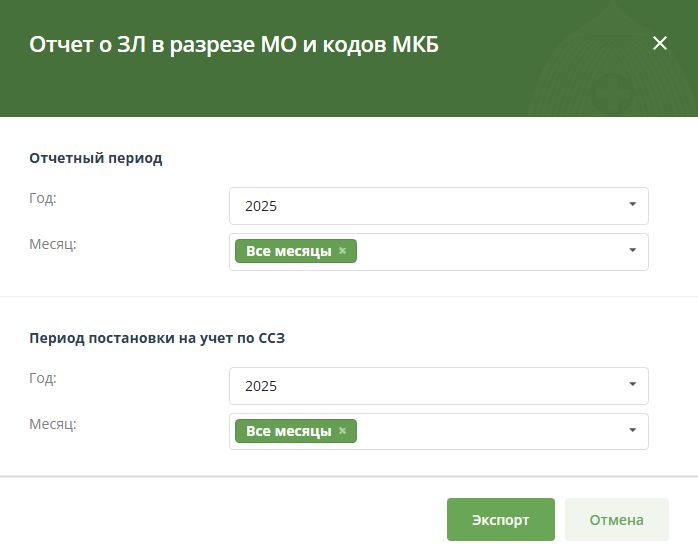 Отчет о ЗЛ в разрезе МО и кодов МКБ
Отчетный период
Год:
2025
Месяц:
Все месяцы
Период постановки на учет по ССЗ
Год:
2025
Месяц:
Все месяцы
Экспорт
Отмена